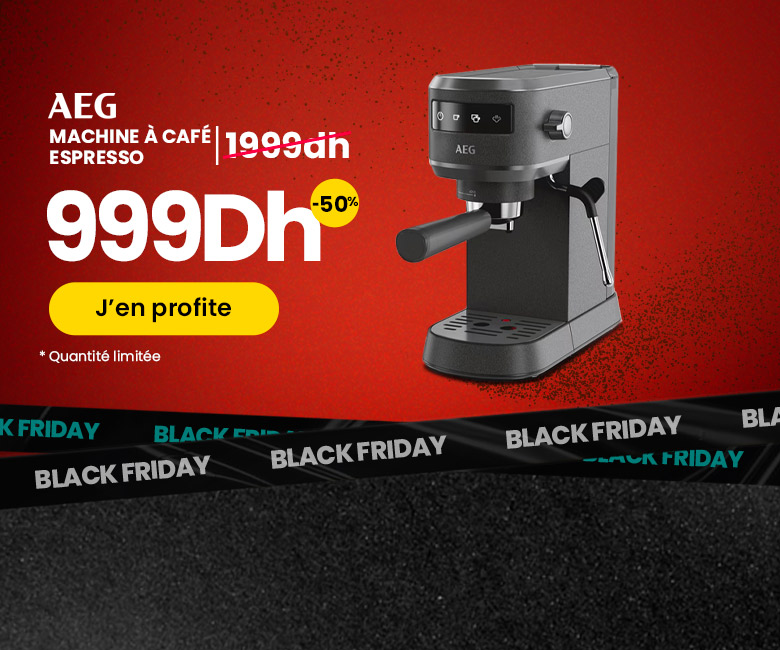 AEG
MACHINE À CAFÉ
ESPRESSO
1999dh
999Dh
-50%
J'en profite
* Quantité limitée
AEG
K FRIDAY
BLACK FRIDAY
BLACK FRIDAY
BLACK FRIDAY
BLACK FRIDAY
BLA
BLACK FRIDAY